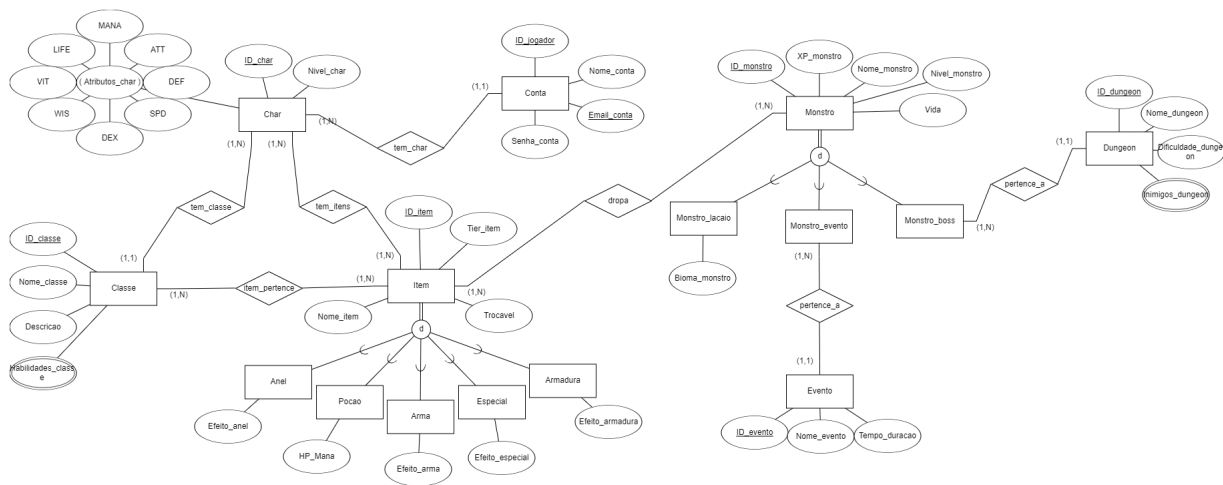 MANA
LIFE
ATT
VIT
( Atributos_char )
DEF
WIS
SPD
DEX
ID_char
Nivel_char
Char
(1,N)
(1,N)
(1,N)
tem_char
(1,1)
ID_jogador
Nome_conta
Conta
Email_conta
Senha_conta
tem_classe
tem_itens
ID_classe
Nome_classe
Classe
Descricao
Habilidades_class
e
(1,1)
(1,N)
item_pertence
(1,N)
(1,N)
(1,N)
ID_item
Tier_item
Item
Nome_item
Trocavel
d
Anel
Pocao
Arma
Especial
Armadura
Efeito_anel
HP_Mana
Efeito_arma
Efeito_especial
Efeito_armadura
dropa
(1,N)
ID_monstro
XP_monstro
Nome_monstro
Nivel_monstro
Vida
Monstro
d
Monstro_lacaio
Monstro_evento
Monstro_boss
Bioma_monstro
(1,N)
pertence_a
(1,1)
Evento
ID_evento
Nome_evento
Tempo_duracao
(1,N)
pertence_a
(1,1)
ID_dungeon
Nome_dungeon
Dungeon
Dificuldade_dunge
on
Inimigos_dungeon